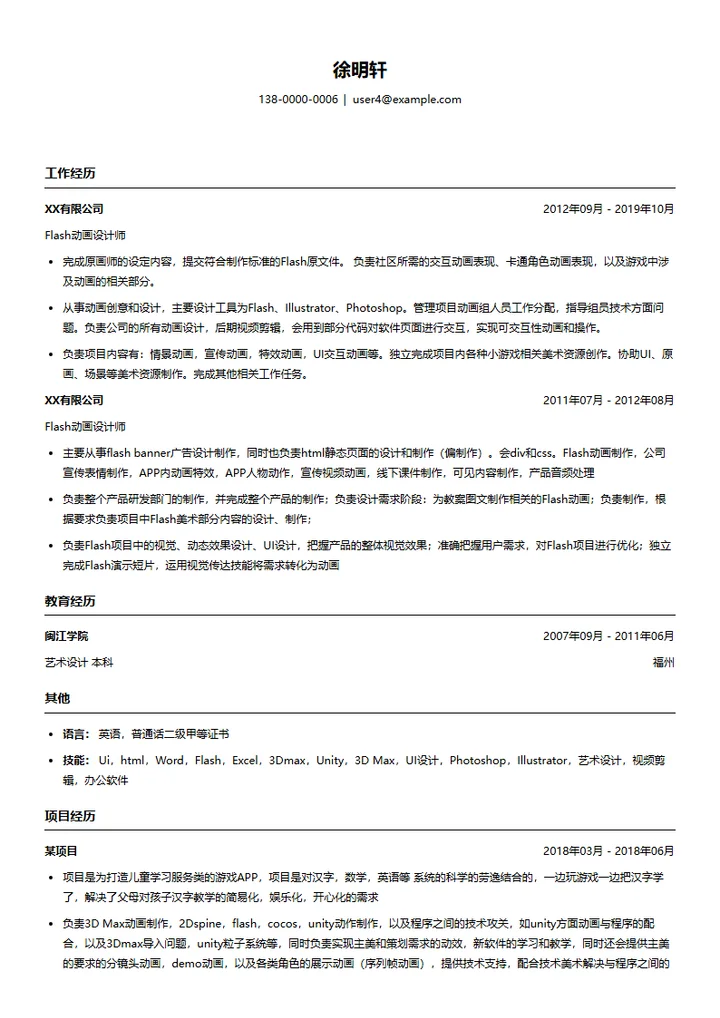 徐明轩
138-0000-0006 | user4@example.com
工作经历
XX有限公司 2012年09月 - 2019年10月
Flash动画设计师
• 完成原画师的设定内容，提交符合制作标准的Flash原文件。 负责社区所需的交互动画表现、卡通角色动画表现，以及游戏中涉
及动画的相关部分。
• 从事动画创意和设计，主要设计工具为Flash、Illustrator、Photoshop。管理项目动画组人员工作分配，指导组员技术方面问
题。负责公司的所有动画设计，后期视频剪辑，会用到部分代码对软件页面进行交互，实现可交互性动画和操作。
• 负责项目内容有：情景动画，宣传动画，特效动画，UI交互动画等。独立完成项目内各种小游戏相关美术资源创作。协助UI、原
画、场景等美术资源制作。完成其他相关工作任务。
XX有限公司 2011年07月 - 2012年08月
Flash动画设计师
• 主要从事flash banner广告设计制作，同时也负责html静态页面的设计和制作（偏制作）。会div和css。Flash动画制作，公司
宣传表情制作，APP内动画特效，APP人物动作，宣传视频动画，线下课件制作，可见内容制作，产品音频处理
• 负责整个产品研发部门的制作，并完成整个产品的制作；负责设计需求阶段：为教案图文制作相关的Flash动画；负责制作，根
据要求负责项目中Flash美术部分内容的设计、制作；
• 负责Flash项目中的视觉、动态效果设计、UI设计，把握产品的整体视觉效果；准确把握用户需求，对Flash项目进行优化；独立
完成Flash演示短片，运用视觉传达技能将需求转化为动画
教育经历
闽江学院 2007年09月 - 2011年06月
艺术设计 本科 福州
其他
• 语言： 英语，普通话二级甲等证书
• 技能： Ui，html，Word，Flash，Excel，3Dmax，Unity，3D Max，UI设计，Photoshop，Illustrator，艺术设计，视频剪
辑，办公软件
项目经历
某项目 2018年03月 - 2018年06月
• 项目是为打造儿童学习服务类的游戏APP，项目是对汉字，数学，英语等 系统的科学的劳逸结合的，一边玩游戏一边把汉字学
了，解决了父母对孩子汉字教学的简易化，娱乐化，开心化的需求
• 负责3D Max动画制作，2Dspine，flash，cocos，unity动作制作，以及程序之间的技术攻关，如unity方面动画与程序的配
合，以及3Dmax导入问题，unity粒子系统等，同时负责实现主美和策划需求的动效，新软件的学习和教学，同时还会提供主美
的要求的分镜头动画，demo动画，以及各类角色的展示动画（序列帧动画），提供技术支持，配合技术美术解决与程序之间的